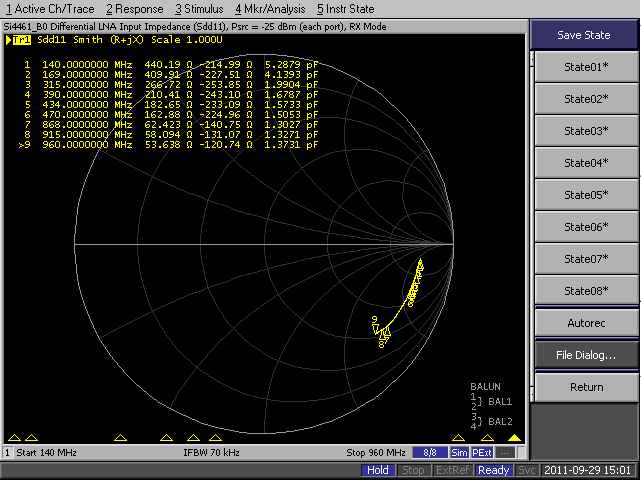 1 Active Ch/Trace 2 Response 3 Stimulus 4 Mkr/Analysis 5 Instr State
Si4461_B0 Differential LNA Input Impedance (Sdd11), Psrc = -25 dBm (each port), RX Mode
Tr1 Sdd11 Smith (R+jX) Scale 1.000U
1 140.0000000 MHz 440.19 Ω -214.99 Ω 5.2879 pF
2 169.0000000 MHz 409.91 Ω -227.51 Ω 4.1393 pF
3 315.0000000 MHz 266.72 Ω -253.85 Ω 1.9904 pF
4 390.0000000 MHz 210.41 Ω -243.10 Ω 1.6787 pF
5 434.0000000 MHz 182.65 Ω -233.09 Ω 1.5733 pF
6 470.0000000 MHz 162.88 Ω -224.96 Ω 1.5053 pF
7 868.0000000 MHz 62.423 Ω -140.75 Ω 1.3027 pF
8 915.0000000 MHz 58.094 Ω -131.07 Ω 1.3271 pF
>9 960.0000000 MHz 53.638 Ω -120.74 Ω 1.3731 pF
9
8
BALUN
1
2
} BAL1
3
4
} BAL2
1 Start 140 MHz IFBW 70 kHz Stop 960 MHz 8/8 Sim PExt ---
Hold Stop ExtRef Ready Svc 2011-09-29 15:01
Save State
State01*
State02*
State03*
State04*
State05*
State06*
State07*
State08*
Autorec
File Dialog...
Return